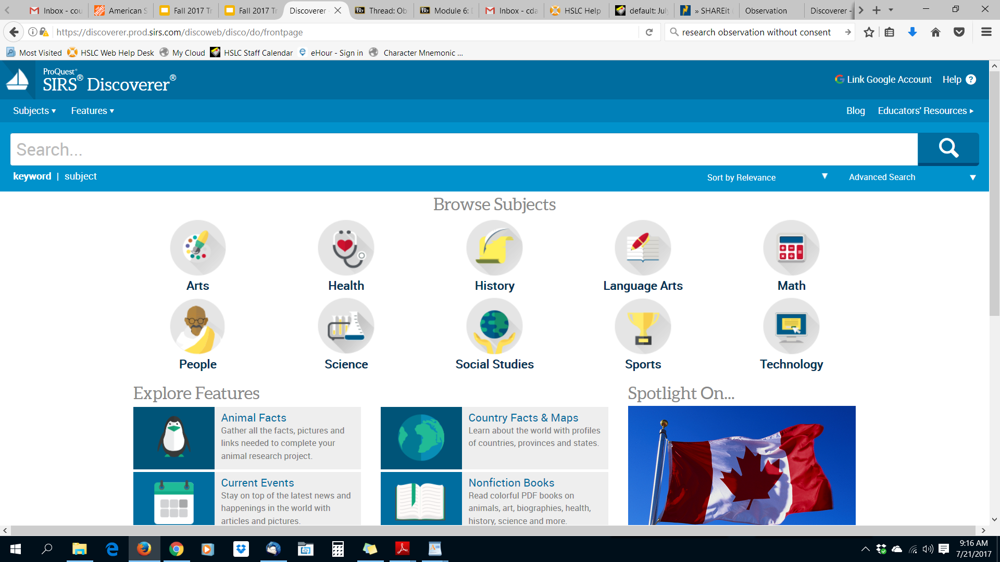 Inbox - cou
American S
Fall 2017 Tr
Fall 2017 Tr
Discoverer -
Thread: Ob
Module 6: D
Inbox - cda
HSLC Help
default: July
» SHAREit
Observation
Discoverer -
https://discoverer.prod.sirs.com/discoweb/disco/do/frontpage
research observation without consent
Most Visited
HSLC Web Help Desk
My Cloud
HSLC Staff Calendar
eHour - Sign in
Character Mnemonic ...
ProQuest®
SIRS® Discoverer®
Link Google Account
Help ?
Subjects ▾
Features ▾
Blog
Educators' Resources ▸
Search...
keyword | subject
Sort by Relevance ▼
Advanced Search ▼
Browse Subjects
Arts
Health
History
Language Arts
Math
People
Science
Social Studies
Sports
Technology
Explore Features
Spotlight On...
Animal Facts
Gather all the facts, pictures and
links needed to complete your
animal research project.
Country Facts & Maps
Learn about the world with profiles
of countries, provinces and states.
Current Events
Stay on top of the latest news and
happenings in the world with
articles and pictures.
Nonfiction Books
Read colorful PDF books on
animals, art, biographies, health,
history, science and more.
9:16 AM
7/21/2017